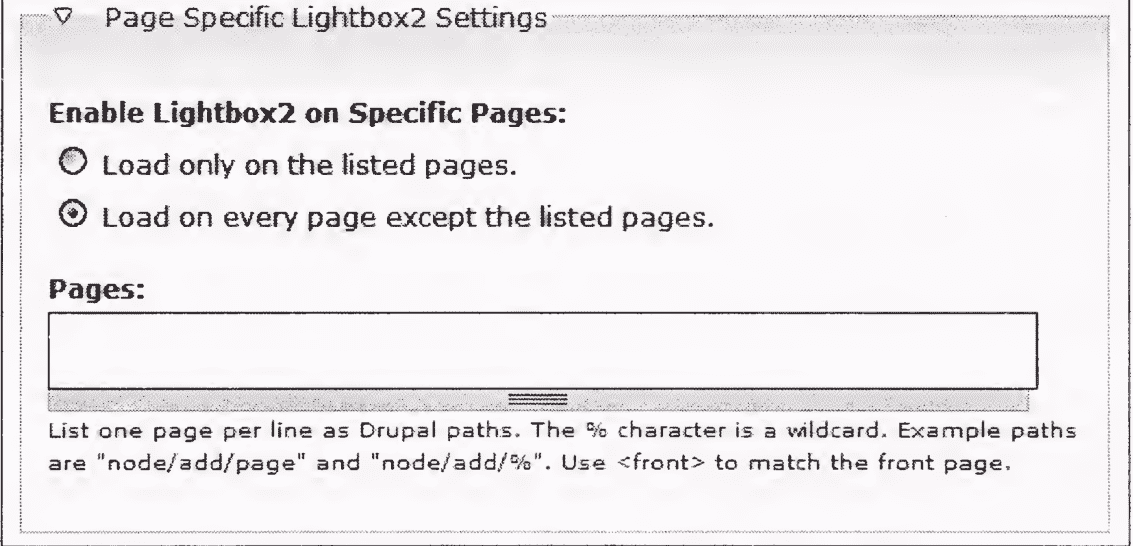 Page Specific Lightbox2 Settings
Enable Lightbox2 on Specific Pages:
Load only on the listed pages.
Load on every page except the listed pages.
Pages:
List one page per line as Drupal paths. The % character is a wildcard. Example paths
are "node/add/page" and "node/add/%". Use <front> to match the front page.